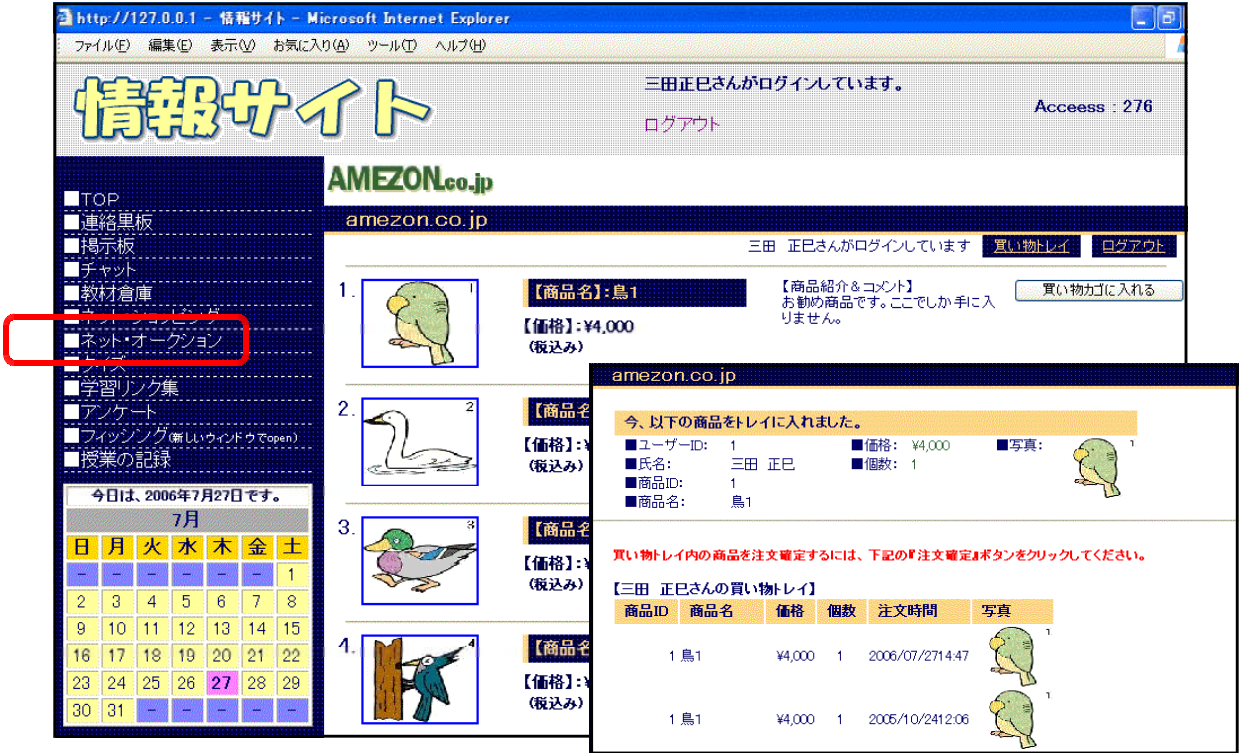 http://127.0.0.1 - 情報サイト - Microsoft Internet Explorer
ファイル(F) 編集(E) 表示(V) お気に入り(A) ツール(T) ヘルプ(H)
情報サイト
三田正巳さんがログインしています。
ログアウト
Acceess : 276
■TOP
■連絡黒板
■掲示板
■チャット
■教材倉庫
■ネット・ショッピング
■ネット・オークション
■クイズ
■学習リンク集
■アンケート
■フィッシング(新しいウィンドウでopen)
■授業の記録
今日は、2006年7月27日です。
7月
日 月 火 水 木 金 土
- - - - - - 1
2 3 4 5 6 7 8
9 10 11 12 13 14 15
16 17 18 19 20 21 22
23 24 25 26 27 28 29
30 31 - - - - -
AMEZON.co.jp
amezon.co.jp
三田 正巳さんがログインしています 買い物トレイ ログアウト
1. 1
【商品名】:鳥1
【価格】:¥4,000
(税込み)
【商品紹介&コメント】
お勧め商品です。ここでしか手に入
りません。
買い物カゴに入れる
2. 2
【商品名
【価格】:¥
(税込み)
3. 3
【商品名
【価格】:¥
(税込み)
4. 4
【商品名
【価格】:¥
(税込み)
amezon.co.jp
今、以下の商品をトレイに入れました。
■ユーザーID: 1 ■価格: ¥4,000 ■写真: 1
■氏名: 三田 正巳 ■個数: 1
■商品ID: 1
■商品名: 鳥1
買い物トレイ内の商品を注文確定するには、下記の『注文確定』ボタンをクリックしてください。
【三田 正巳さんの買い物トレイ】
商品ID 商品名 価格 個数 注文時間 写真
1 鳥1 ¥4,000 1 2006/07/2714:47 1
1 鳥1 ¥4,000 1 2005/10/2412:06 1